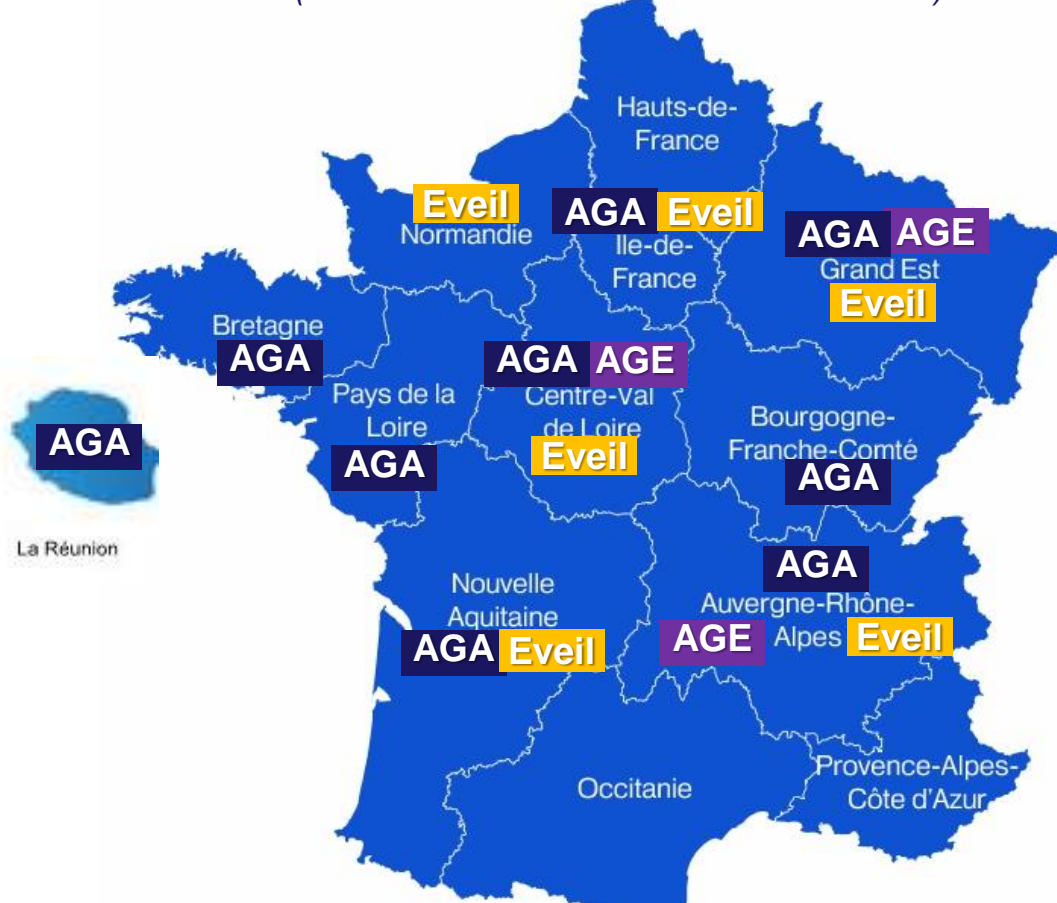 Hauts-de-
France
Eveil
Normandie
AGA Eveil
Ile-de-
France
AGA AGE
Grand Est
Eveil
Bretagne
AGA
AGA AGE
Centre-Val
de Loire
Eveil
Pays de la
Loire
AGA
Bourgogne-
Franche-Comté
AGA
AGA
La Réunion
Nouvelle
Aquitaine
AGA Eveil
AGA
Auvergne-Rhône-
Alpes
AGE
Eveil
Occitanie
Provence-Alpes-
Côte d'Azur